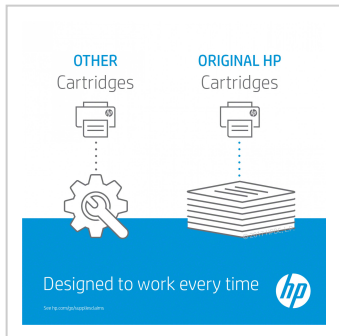 OTHER
Cartridges
ORIGINAL HP
Cartridges
Designed to work every time
hp